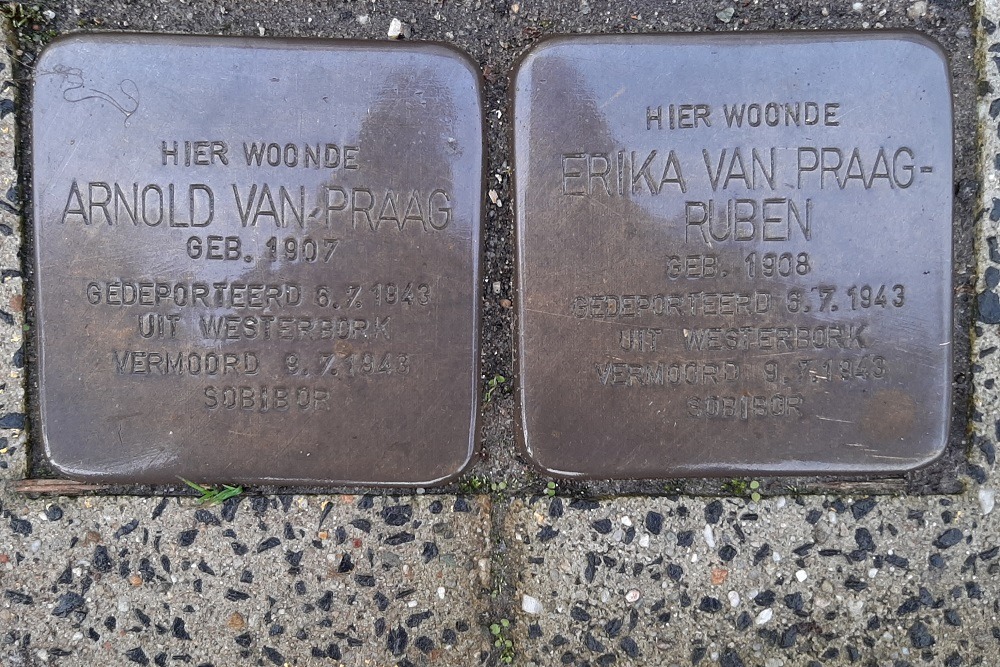 HIER WOONDE
ARNOLD VAN PRAAG
GEB. 1907
GEDEPORTEERD 6.7.1943
UIT WESTERBORK
VERMOORD 9.7.1943
SOBIBOR
HIER WOONDE
ERIKA VAN PRAAG-
RUBEN
GEB. 1908
GEDEPORTEERD 6.7.1943
UIT WESTERBORK
VERMOORD 9.7.1943
SOBIBOR